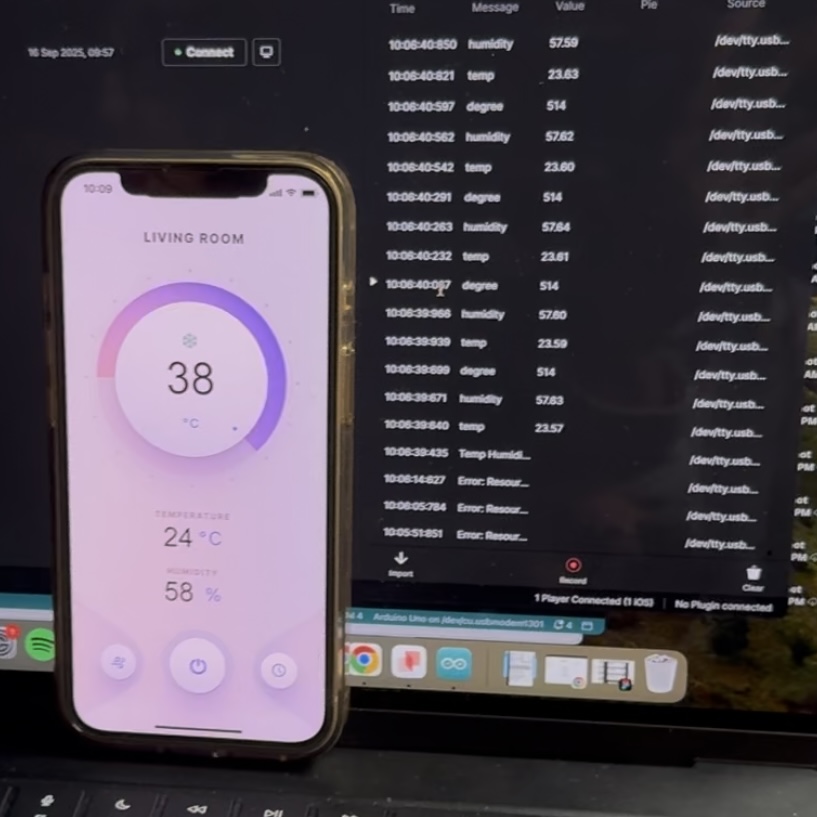 Time Message Value Pie Source
16 Sep 2025, 09:57 Connect
10:06:40:850 humidity 57.59 /dev/tty.usb...
10:06:40:821 temp 23.63 /dev/tty.usb...
10:06:40:597 degree 514 /dev/tty.usb...
10:06:40:562 humidity 57.62 /dev/tty.usb...
10:06:40:542 temp 23.60 /dev/tty.usb...
10:06:40:291 degree 514 /dev/tty.usb...
10:06:40:263 humidity 57.64 /dev/tty.usb...
10:06:40:232 temp 23.61 /dev/tty.usb...
degree 514 /dev/tty.usb...
10:06:39:966 humidity 57.60 /dev/tty.usb...
10:06:39:939 temp 23.59 /dev/tty.usb...
10:06:39:699 degree 514 /dev/tty.usb...
10:06:39:671 humidity 57.63 /dev/tty.usb...
10:06:39:640 temp 23.57 /dev/tty.usb...
10:06:39:435 Temp Humidi... /dev/tty.usb...
10:06:14:627 Error: Resour... /dev/tty.usb...
10:06:05:784 Error: Resour... /dev/tty.usb...
10:05:51:851 Error: Resour... /dev/tty.usb...
Import Record Clear
1 Player Connected (1 iOS) No Plugin connected
Arduino Uno on /dev/cu.usbmodem1301 4
10:09
LIVING ROOM
38
°C
TEMPERATURE
24 °C
HUMIDITY
58 %